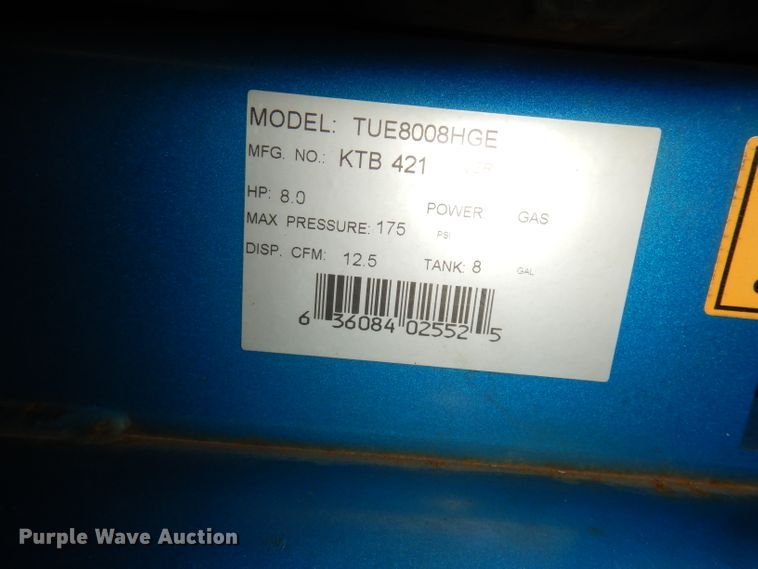 MODEL: TUE8008HGE
MFG. NO.: KTB 421
HP: 8.0 POWER GAS
MAX PRESSURE: 175 PSI
DISP. CFM: 12.5 TANK: 8 GAL
6 36084 02552 5
Purple Wave Auction